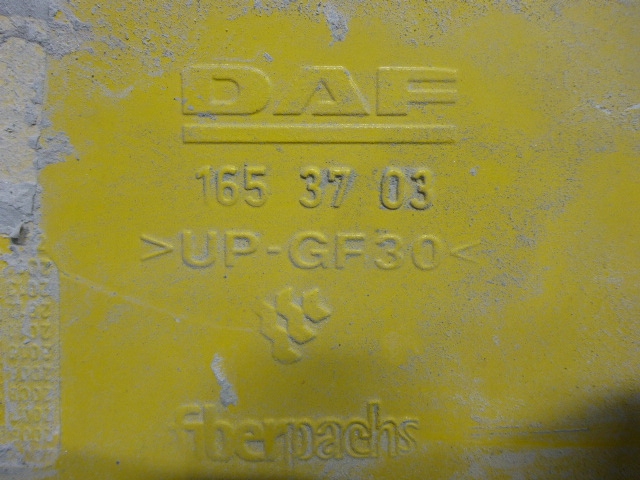 DAF
165 37 03
>UP-GF30<
fiberpachs